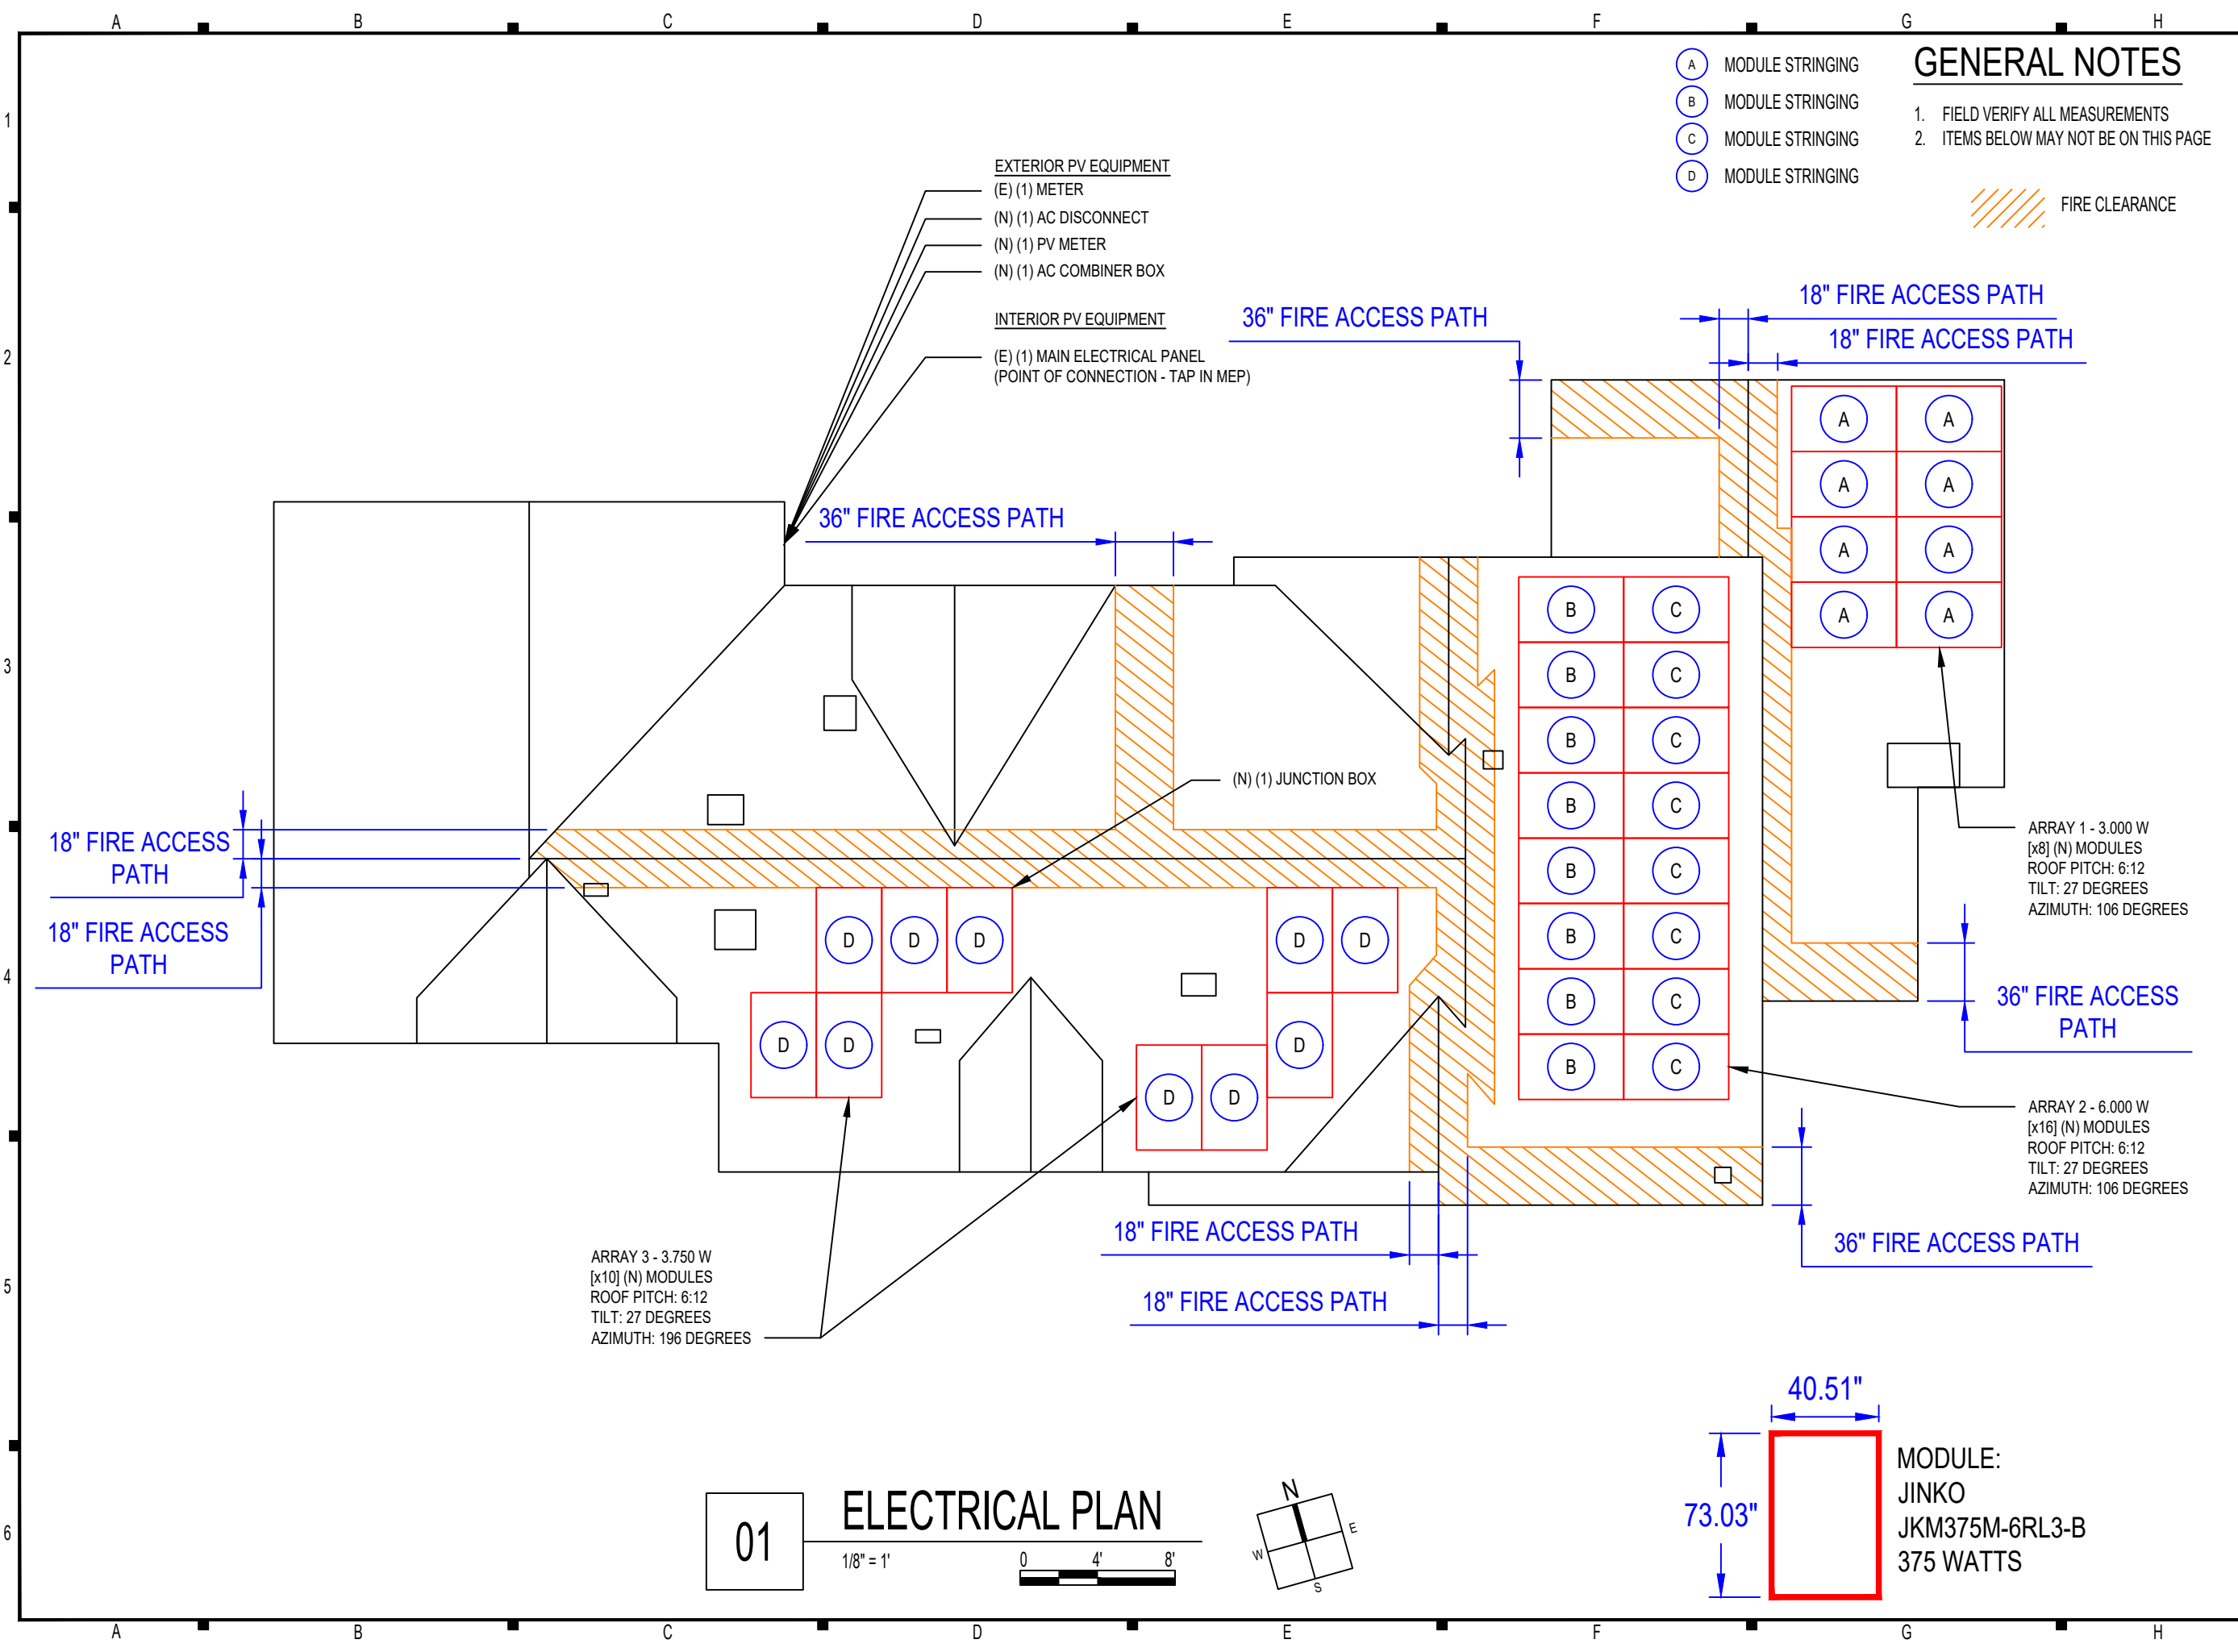 A B C D E F G H
GENERAL NOTES
1. FIELD VERIFY ALL MEASUREMENTS
2. ITEMS BELOW MAY NOT BE ON THIS PAGE
FIRE CLEARANCE
A MODULE STRINGING
B MODULE STRINGING
C MODULE STRINGING
D MODULE STRINGING
1
2
3
4
5
6
EXTERIOR PV EQUIPMENT
(E) (1) METER
(N) (1) AC DISCONNECT
(N) (1) PV METER
(N) (1) AC COMBINER BOX
INTERIOR PV EQUIPMENT
(E) (1) MAIN ELECTRICAL PANEL
(POINT OF CONNECTION - TAP IN MEP)
36" FIRE ACCESS PATH
18" FIRE ACCESS PATH
18" FIRE ACCESS PATH
36" FIRE ACCESS PATH
A A
A A
A A
A A
B C
B C
B C
B C
B C
B C
B C
B C
(N) (1) JUNCTION BOX
18" FIRE ACCESS
PATH
18" FIRE ACCESS
PATH
D D D D D
D D D
D D
ARRAY 1 - 3.000 W
[x8] (N) MODULES
ROOF PITCH: 6:12
TILT: 27 DEGREES
AZIMUTH: 106 DEGREES
36" FIRE ACCESS
PATH
ARRAY 2 - 6.000 W
[x16] (N) MODULES
ROOF PITCH: 6:12
TILT: 27 DEGREES
AZIMUTH: 106 DEGREES
18" FIRE ACCESS PATH
36" FIRE ACCESS PATH
18" FIRE ACCESS PATH
ARRAY 3 - 3.750 W
[x10] (N) MODULES
ROOF PITCH: 6:12
TILT: 27 DEGREES
AZIMUTH: 196 DEGREES
40.51"
73.03"
MODULE:
JINKO
JKM375M-6RL3-B
375 WATTS
01
ELECTRICAL PLAN
1/8" = 1'
0 4' 8'
N
E
W
S
A B C D E F G H